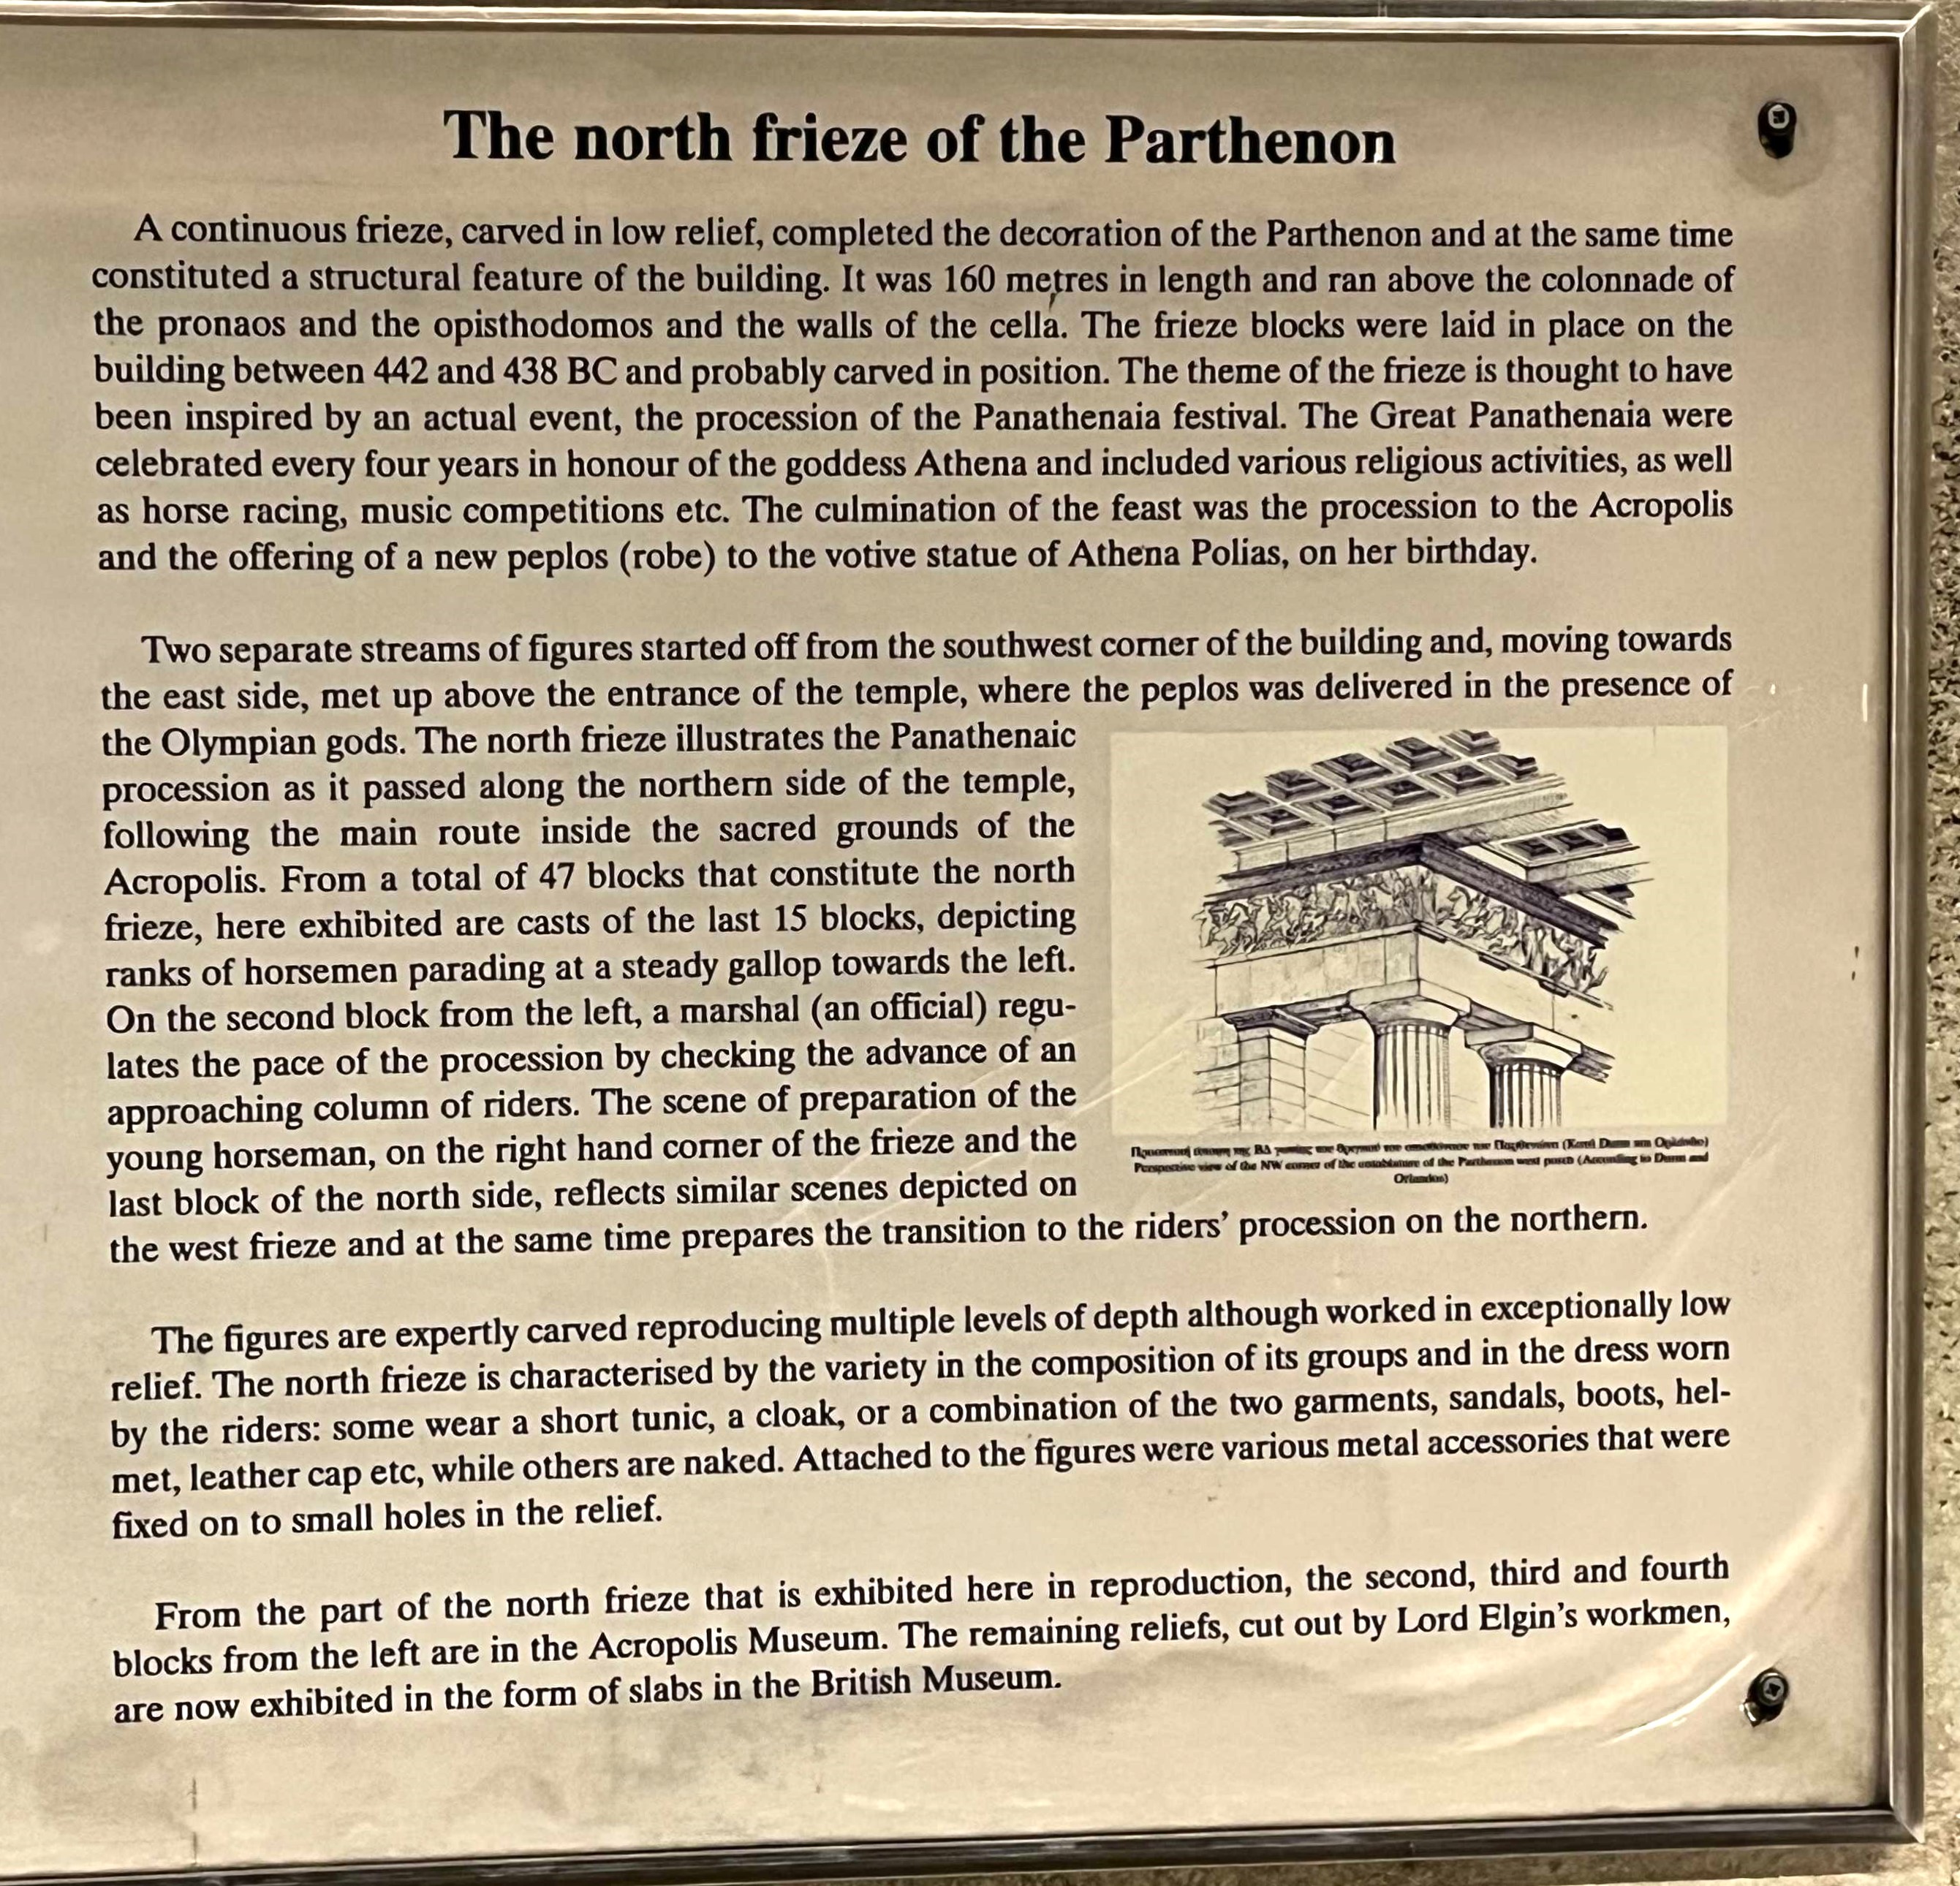 The north frieze of the Parthenon
A continuous frieze, carved in low relief, completed the decoration of the Parthenon and at the same time
constituted a structural feature of the building. It was 160 metres in length and ran above the colonnade of
the pronaos and the opisthodomos and the walls of the cella. The frieze blocks were laid in place on the
building between 442 and 438 BC and probably carved in position. The theme of the frieze is thought to have
been inspired by an actual event, the procession of the Panathenaia festival. The Great Panathenaia were
celebrated every four years in honour of the goddess Athena and included various religious activities, as well
as horse racing, music competitions etc. The culmination of the feast was the procession to the Acropolis
and the offering of a new peplos (robe) to the votive statue of Athena Polias, on her birthday.
Two separate streams of figures started off from the southwest corner of the building and, moving towards
the east side, met up above the entrance of the temple, where the peplos was delivered in the presence of
the Olympian gods. The north frieze illustrates the Panathenaic
procession as it passed along the northern side of the temple,
following the main route inside the sacred grounds of the
Acropolis. From a total of 47 blocks that constitute the north
frieze, here exhibited are casts of the last 15 blocks, depicting
ranks of horsemen parading at a steady gallop towards the left.
On the second block from the left, a marshal (an official) regu-
lates the pace of the procession by checking the advance of an
approaching column of riders. The scene of preparation of the
young horseman, on the right hand corner of the frieze and the
last block of the north side, reflects similar scenes depicted on
the west frieze and at the same time prepares the transition to the riders' procession on the northern.
Perspective view of the NW corner of the entablature of the Parthenon west porch (According to Durm and
Orlandos)
The figures are expertly carved reproducing multiple levels of depth although worked in exceptionally low
relief. The north frieze is characterised by the variety in the composition of its groups and in the dress worn
by the riders: some wear a short tunic, a cloak, or a combination of the two garments, sandals, boots, hel-
met, leather cap etc, while others are naked. Attached to the figures were various metal accessories that were
fixed on to small holes in the relief.
From the part of the north frieze that is exhibited here in reproduction, the second, third and fourth
blocks from the left are in the Acropolis Museum. The remaining reliefs, cut out by Lord Elgin's workmen,
are now exhibited in the form of slabs in the British Museum.